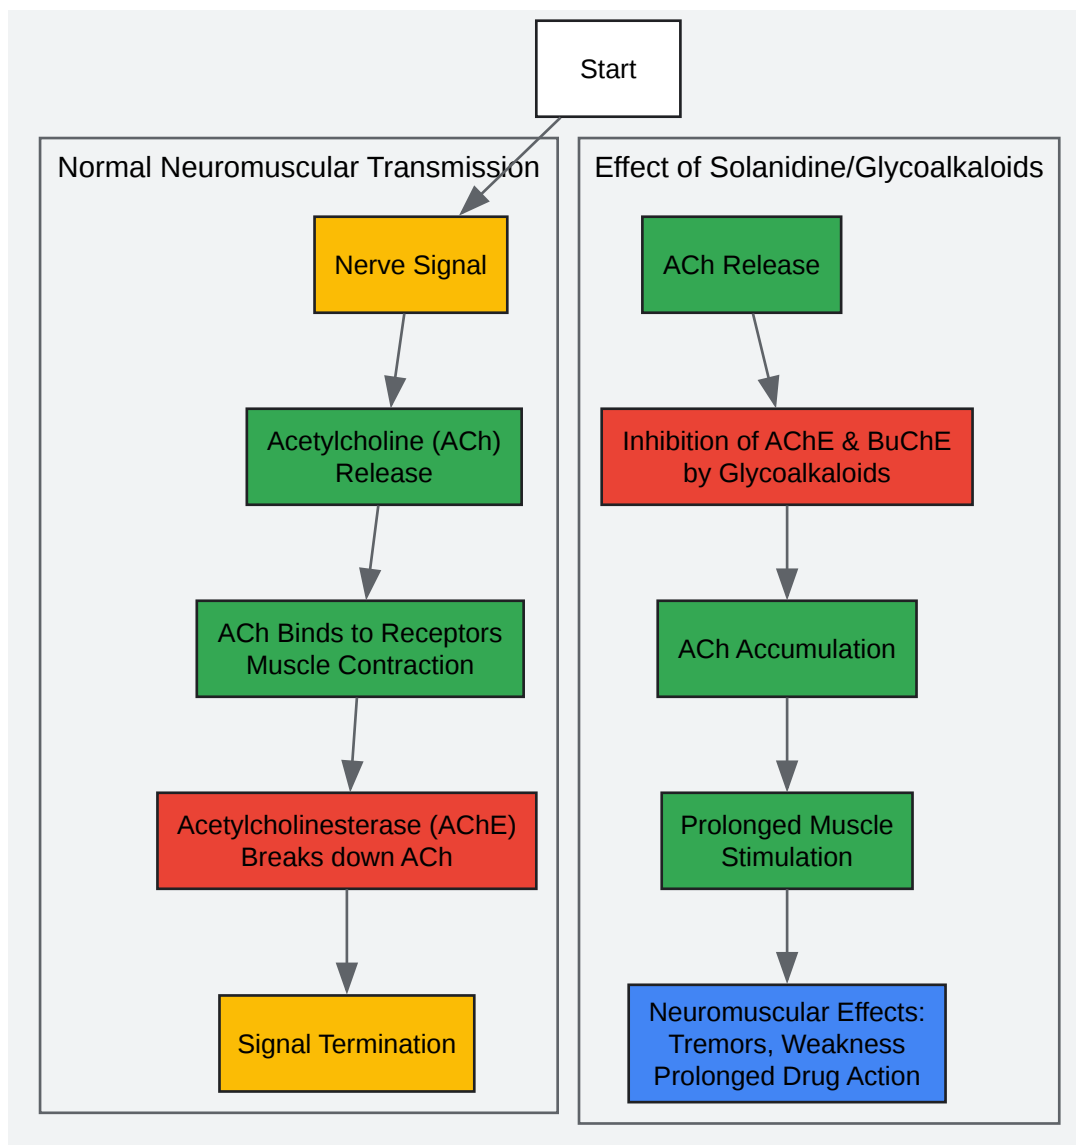 Start
Normal Neuromuscular Transmission
Nerve Signal
Acetylcholine (ACh)
Release
ACh Binds to Receptors
Muscle Contraction
Acetylcholinesterase (AChE)
Breaks down ACh
Signal Termination
Effect of Solanidine/Glycoalkaloids
ACh Release
Inhibition of AChE & BuChE
by Glycoalkaloids
ACh Accumulation
Prolonged Muscle
Stimulation
Neuromuscular Effects:
Tremors, Weakness
Prolonged Drug Action